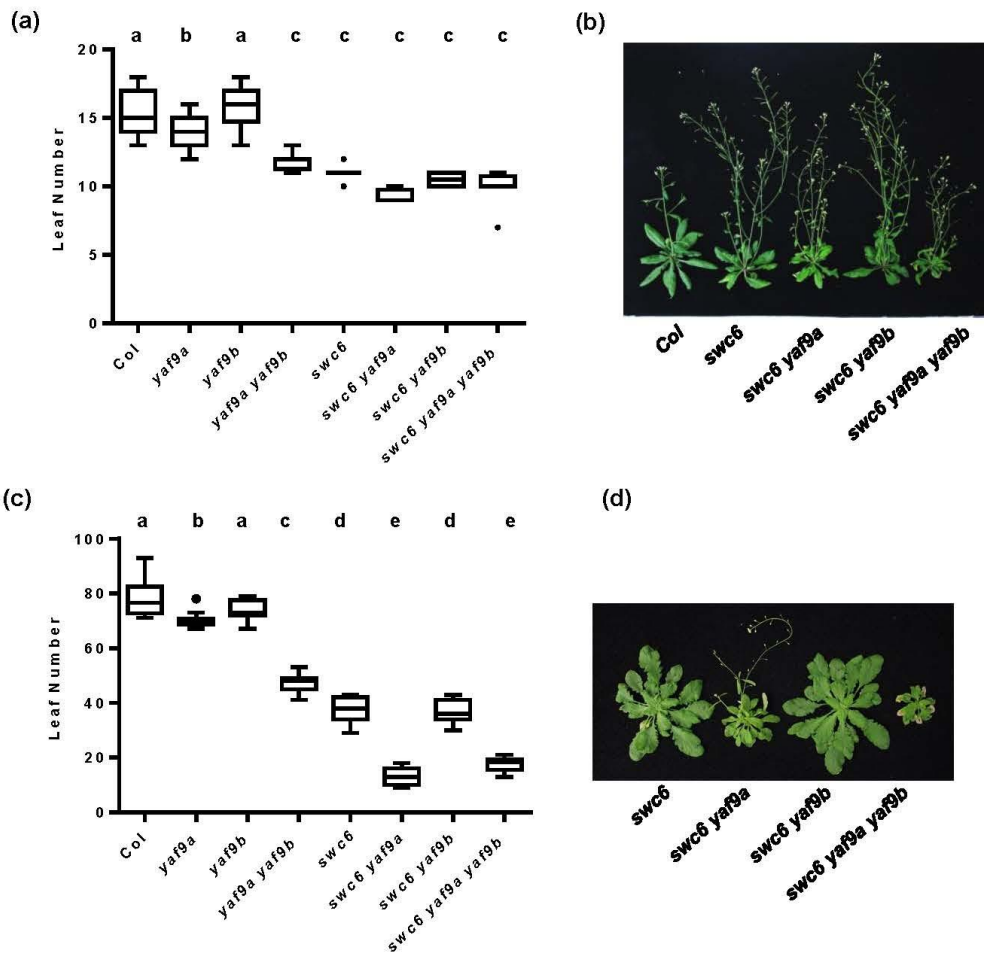 (a)
a b a c c c c c
20
15
10
5
0
Leaf Number
Col
yaf9a
yaf9b
yaf9a yaf9b
swc6
swc6 yaf9a
swc6 yaf9b
swc6 yaf9a yaf9b
(b)
Col
swc6
swc6 yaf9a
swc6 yaf9b
swc6 yaf9a yaf9b
(c)
a b a c d e d e
100
80
60
40
20
0
Leaf Number
Col
yaf9a
yaf9b
yaf9a yaf9b
swc6
swc6 yaf9a
swc6 yaf9b
swc6 yaf9a yaf9b
(d)
swc6
swc6 yaf9a
swc6 yaf9b
swc6 yaf9a yaf9b